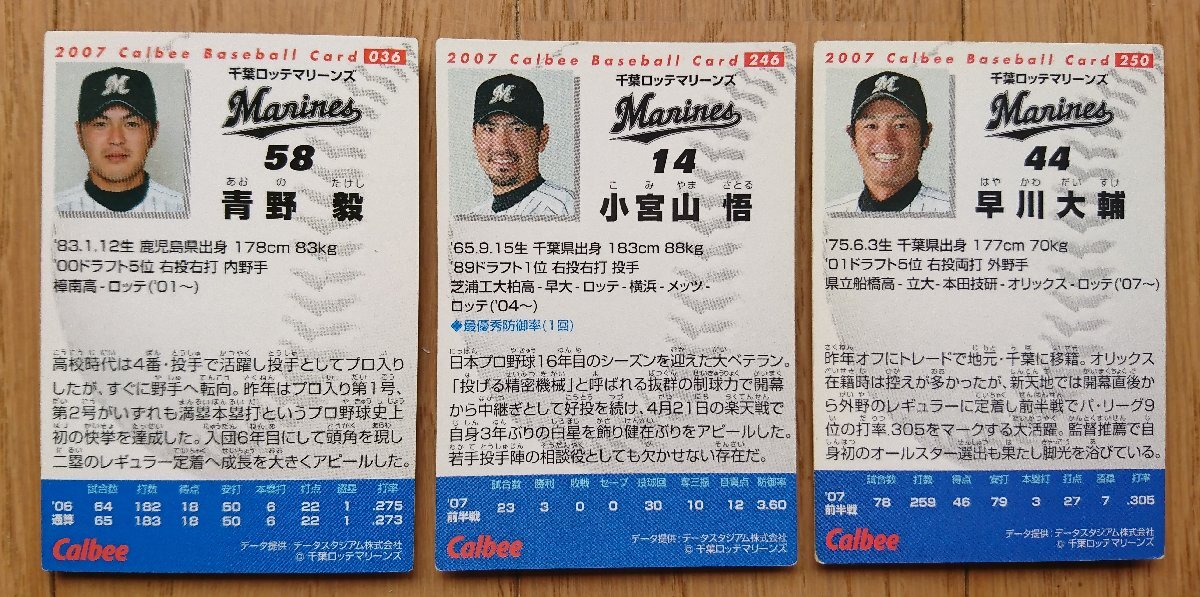 2007 Calbee Baseball Card 036
千葉ロッテマリーンズ
Marines
58
あおの たけし
青野 毅
'83.1.12生 鹿児島県出身 178cm 83kg
'00ドラフト5位 右投右打 内野手
樟南高-ロッテ('01～)
高校時代は4番・投手で活躍し投手としてプロ入り
したが、すぐに野手へ転向。昨年はプロ入り第1号、
第2号がいずれも満塁本塁打というプロ野球史上
初の快挙を達成した。入団6年目にして頭角を現し
二塁のレギュラー定着へ成長を大きくアピールした。
試合数 打数 得点 安打 本塁打 打点 盗塁 打率
'06 64 182 18 50 6 22 1 .275
通算 65 183 18 50 6 22 1 .273
Calbee
データ提供:データスタジアム株式会社
© 千葉ロッテマリーンズ
2007 Calbee Baseball Card 246
千葉ロッテマリーンズ
Marines
14
こみやま さとる
小宮山 悟
'65.9.15生 千葉県出身 183cm 88kg
'89ドラフト1位 右投右打 投手
芝浦工大柏高-早大-ロッテ-横浜-メッツ-
ロッテ('04～)
◆最優秀防御率(1回)
日本プロ野球16年目のシーズンを迎えた大ベテラン。
「投げる精密機械」と呼ばれる抜群の制球力で開幕
から中継ぎとして好投を続け、4月21日の楽天戦で
自身3年ぶりの白星を飾り健在ぶりをアピールした。
若手投手陣の相談役としても欠かせない存在だ。
試合数 勝利 敗戦 セーブ 投球回 奪三振 自責点 防御率
'07前半戦 23 3 0 0 30 10 12 3.60
Calbee
データ提供:データスタジアム株式会社
© 千葉ロッテマリーンズ
2007 Calbee Baseball Card 250
千葉ロッテマリーンズ
Marines
44
はやかわだいすけ
早川大輔
'75.6.3生 千葉県出身 177cm 70kg
'01ドラフト5位 右投両打 外野手
県立船橋高-立大-本田技研-オリックス-ロッテ('07～)
昨年オフにトレードで地元・千葉に移籍。オリックス
在籍時は控えが多かったが、新天地では開幕直後か
ら外野のレギュラーに定着し前半戦でパ・リーグ9
位の打率.305をマークする大活躍。監督推薦で自
身初のオールスター選出も果たし脚光を浴びている。
試合数 打数 得点 安打 本塁打 打点 盗塁 打率
'07前半戦 76 259 46 79 3 27 7 .305
Calbee
データ提供:データスタジアム株式会社
© 千葉ロッテマリーンズ